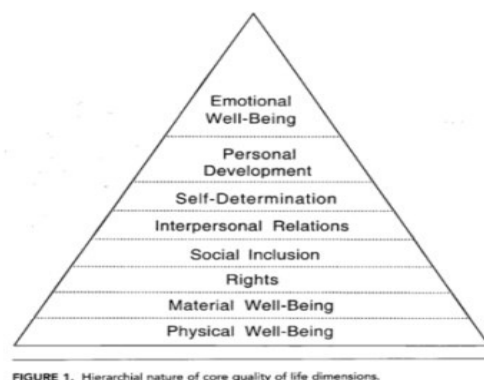 Emotional
Well-Being
Personal
Development
Self-Determination
Interpersonal Relations
Social Inclusion
Rights
Material Well-Being
Physical Well-Being
FIGURE 1. Hierarchial nature of core quality of life dimensions.